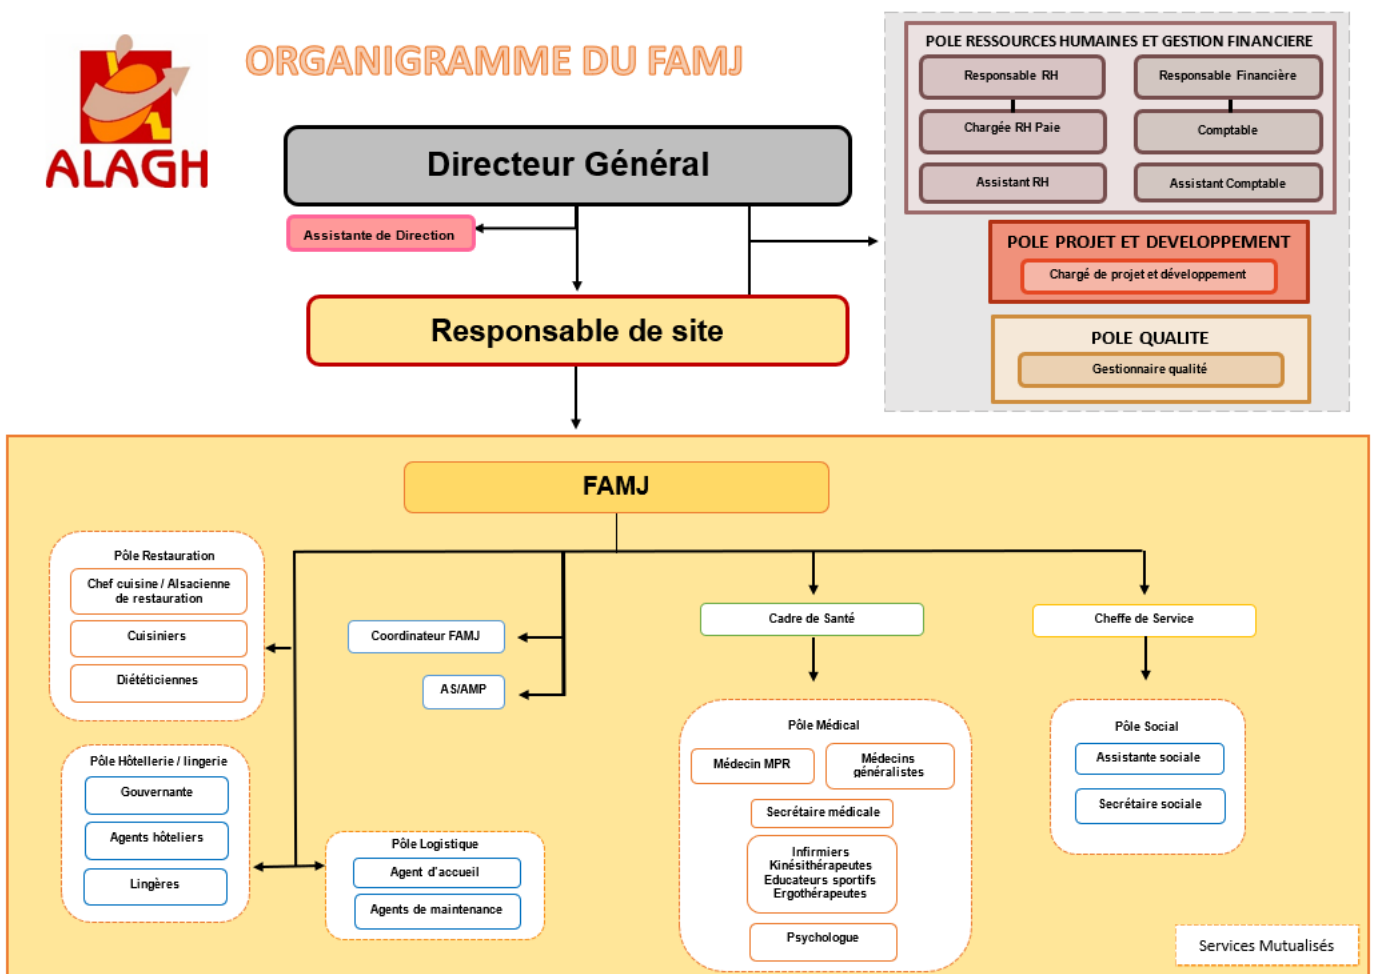 ORGANIGRAMME DU FAMJ
ALAGH
Directeur Général
Assistante de Direction
Responsable de site
POLE RESSOURCES HUMAINES ET GESTION FINANCIERE
Responsable RH
Responsable Financière
Chargée RH Paie
Comptable
Assistant RH
Assistant Comptable
POLE PROJET ET DEVELOPPEMENT
Chargé de projet et développement
POLE QUALITE
Gestionnaire qualité
FAMJ
Pôle Restauration
Chef cuisine / Alsacienne
de restauration
Cuisiniers
Diététiciennes
Pôle Hôtellerie / lingerie
Gouvernante
Agents hôteliers
Lingères
Pôle Logistique
Agent d'accueil
Agents de maintenance
Coordinateur FAMJ
AS/AMP
Cadre de Santé
Pôle Médical
Médecin MPR
Médecins
généralistes
Secrétaire médicale
Infirmiers
Kinésithérapeutes
Educateurs sportifs
Ergothérapeutes
Psychologue
Cheffe de Service
Pôle Social
Assistante sociale
Secrétaire sociale
Services Mutualisés